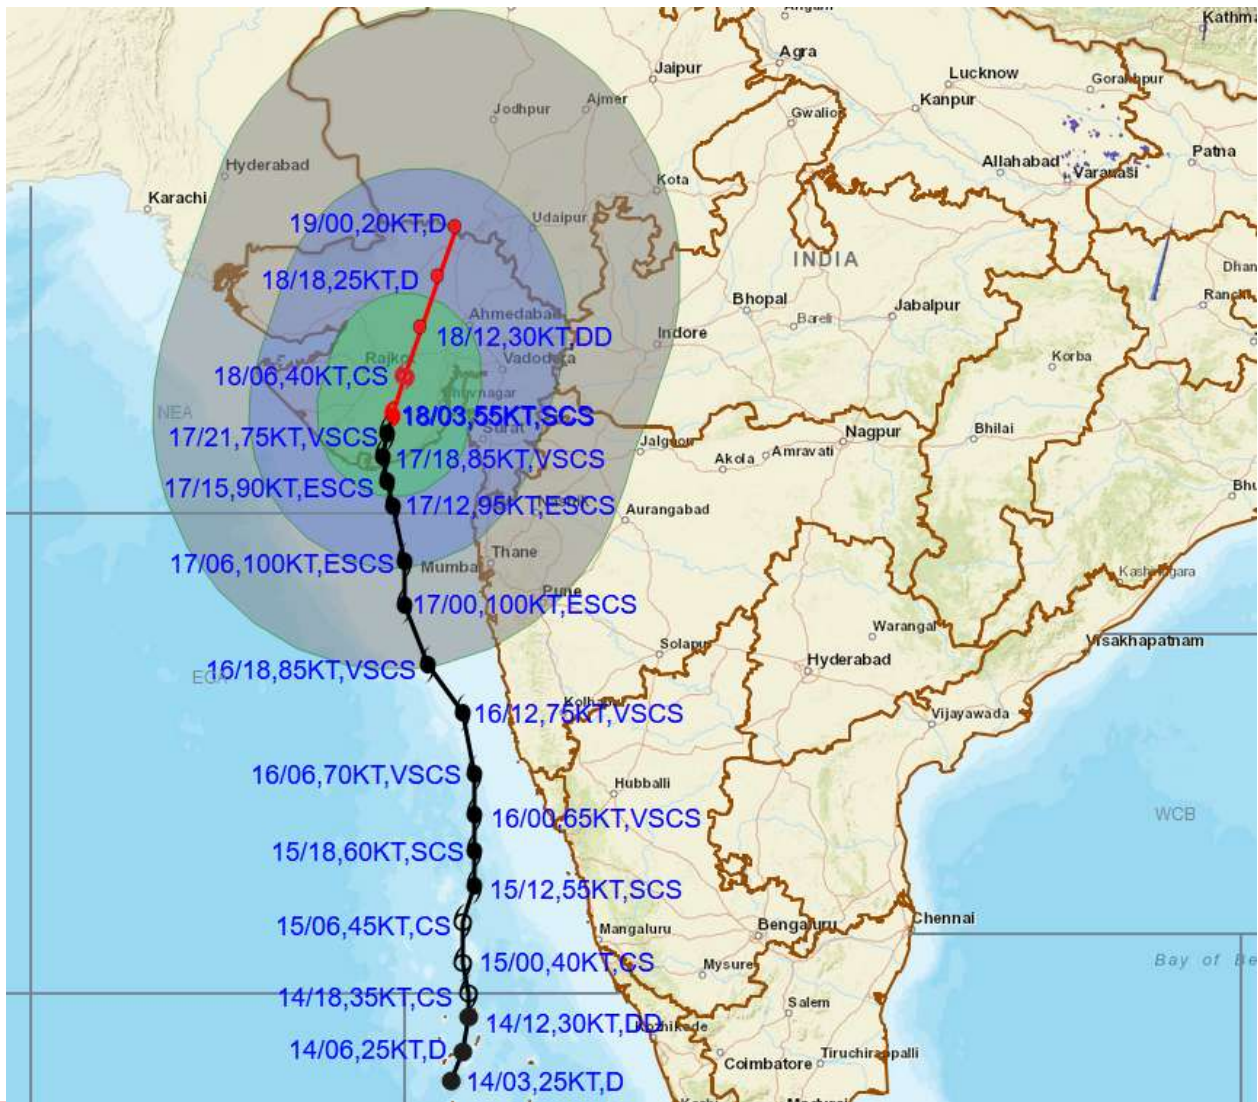 Kathma
Agra
Jaipur
Lucknow
Gorakhpur
Ajmer
Kanpur
Jodhpur
Gwalior
Patna
Allahabad
Hyderabad
Varanasi
Kota
Karachi
19/00,20KT,D
Udaipur
INDIA
Dhan
18/18,25KT,D
Bhopal
Jabalpur
Ranchi
Ahmedabad
Bareli
18/12,30KT,DD
Indore
Rajkot
Vadodara
Korba
18/06,40KT,CS
NEA
18/03,55KT,SCS
17/21,75KT,VSCS
Surat
Jalgaon
Nagpur
Bhilai
17/18,85KT,VSCS
Akola
Amravati
17/15,90KT,ESCS
Bhu
17/12,95KT,ESCS
Nashik
Aurangabad
Thane
17/06,100KT,ESCS
Mumbai
Pune
17/00,100KT,ESCS
Warangal
Solapur
Visakhapatnam
16/18,85KT,VSCS
Hyderabad
Kolhapur
16/12,75KT,VSCS
Vijayawada
16/06,70KT,VSCS
Hubballi
16/00,65KT,VSCS
WCB
15/18,60KT,SCS
15/12,55KT,SCS
15/06,45KT,CS
Mangaluru
Bengaluru
Chennai
15/00,40KT,CS
Mysuru
Bay of Be
14/18,35KT,CS
Salem
14/12,30KT,DD
Kozhikode
14/06,25KT,D
Coimbatore
Tiruchirappalli
14/03,25KT,D